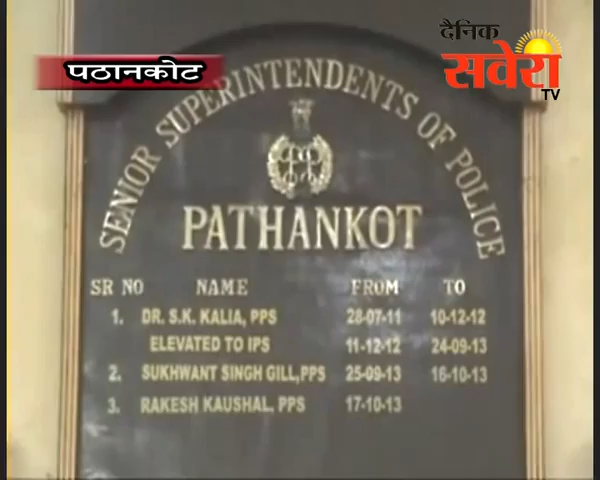 दैनिक
सवेरा
TV
पठानकोट
SENIOR SUPERINTENDENTS OF POLICE
PATHANKOT
SR NO NAME FROM TO
1. DR. S.K. KALIA, PPS 28-07-11 10-12-12
ELEVATED TO IPS 11-12-12 24-09-13
2. SUKHWANT SINGH GILL,PPS 25-09-13 16-10-13
3. RAKESH KAUSHAL, PPS 17-10-13